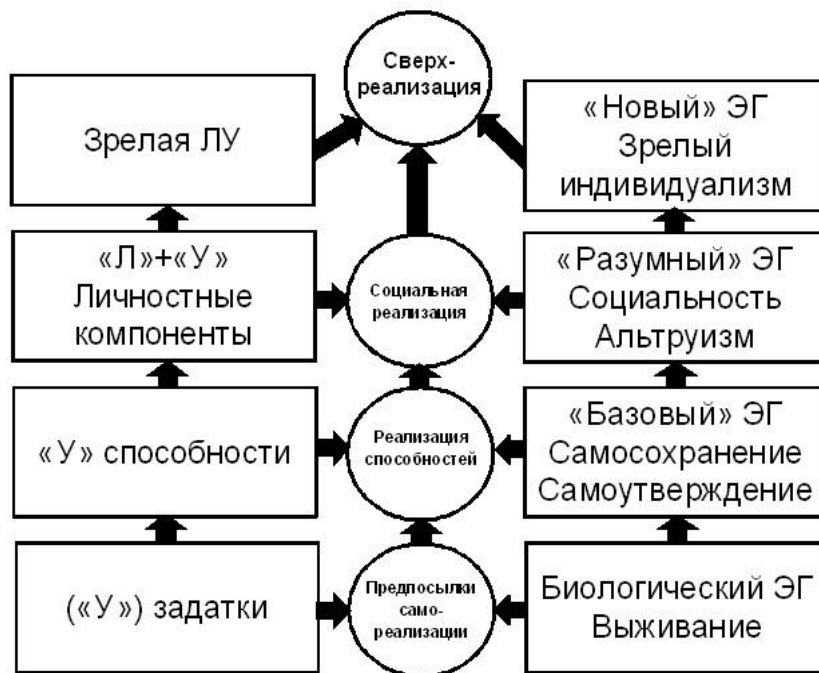 Сверх-
реализация
Зрелая ЛУ
«Новый» ЭГ
Зрелый
индивидуализм
«Л»+«У»
Личностные
компоненты
Социальная
реализация
«Разумный» ЭГ
Социальность
Альтруизм
«У» способности
Реализация
способностей
«Базовый» ЭГ
Самосохранение
Самоутверждение
(«У») задатки
Предпосылки
само-
реализации
Биологический ЭГ
Выживание